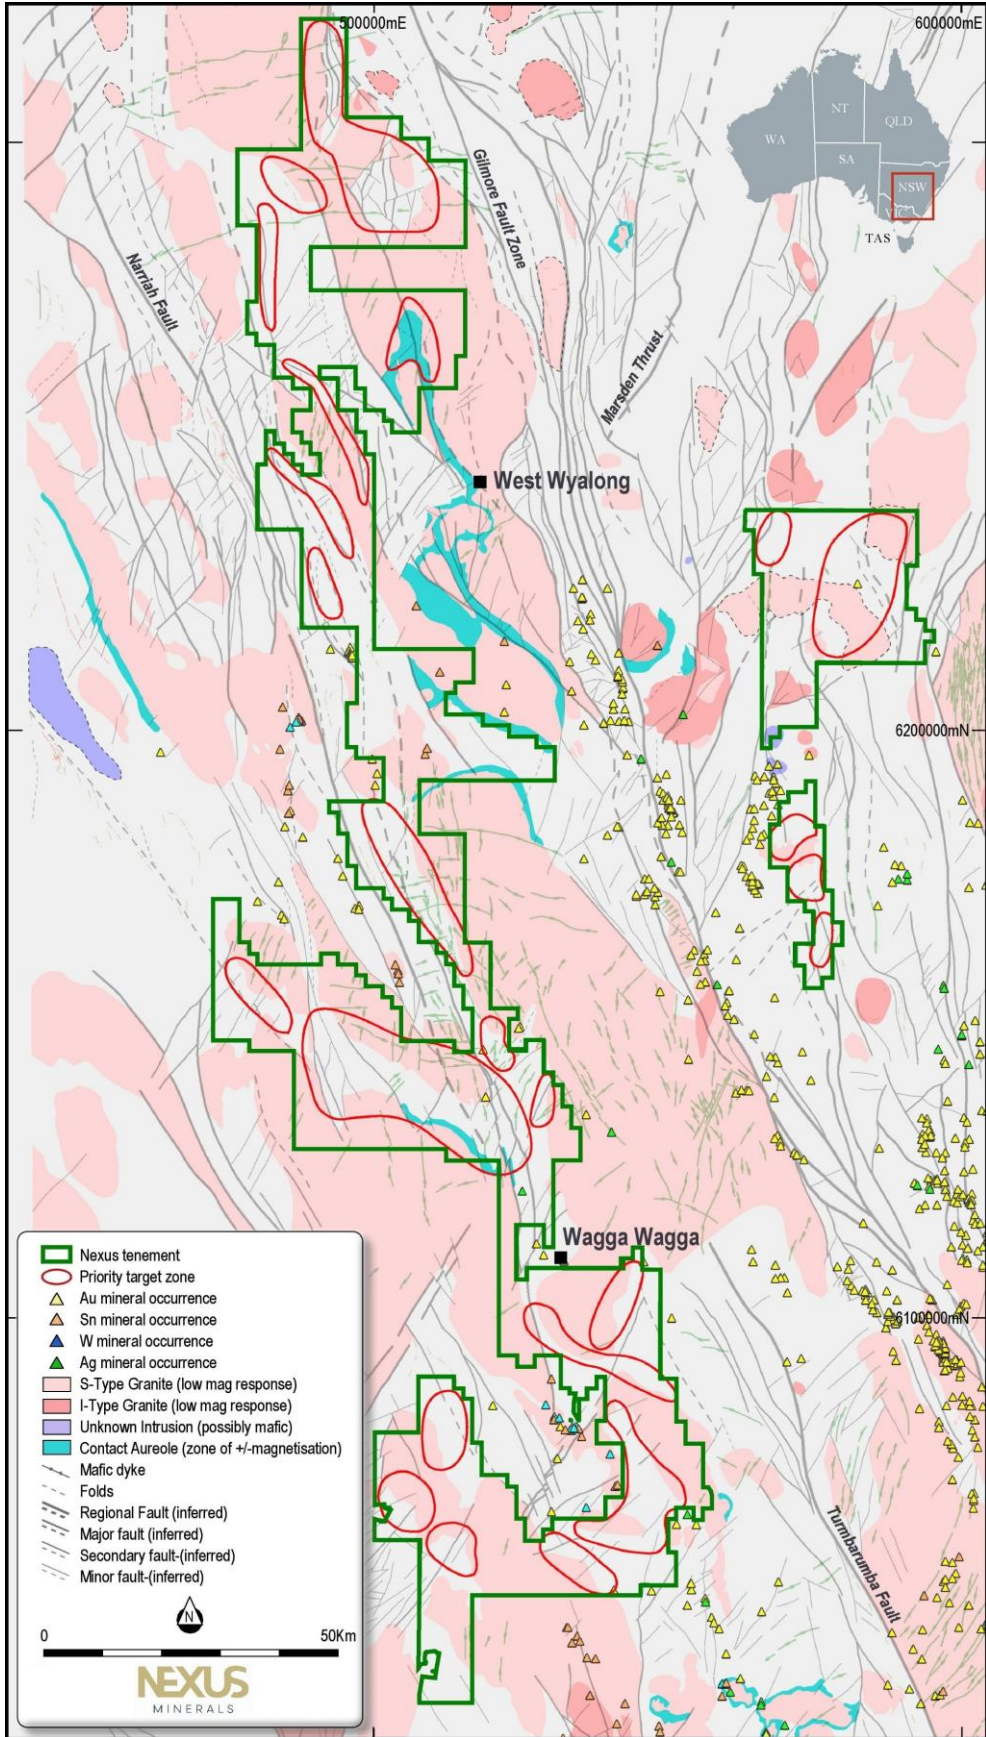 500000mE
600000mE
NT
QLD
WA
SA
NSW
VIC
TAS
Gilmore Fault Zone
Narriah Fault
Marsden Thrust
West Wyalong
6200000mN
Wagga Wagga
6100000mN
Tumbarumba Fault
Nexus tenement
Priority target zone
Au mineral occurrence
Sn mineral occurrence
W mineral occurrence
Ag mineral occurrence
S-Type Granite (low mag response)
I-Type Granite (low mag response)
Unknown Intrusion (possibly mafic)
Contact Aureole (zone of +/-magnetisation)
Mafic dyke
Folds
Regional Fault (inferred)
Major fault (inferred)
Secondary fault-(inferred)
Minor fault-(inferred)
N
0
50Km
NEXUS
MINERALS